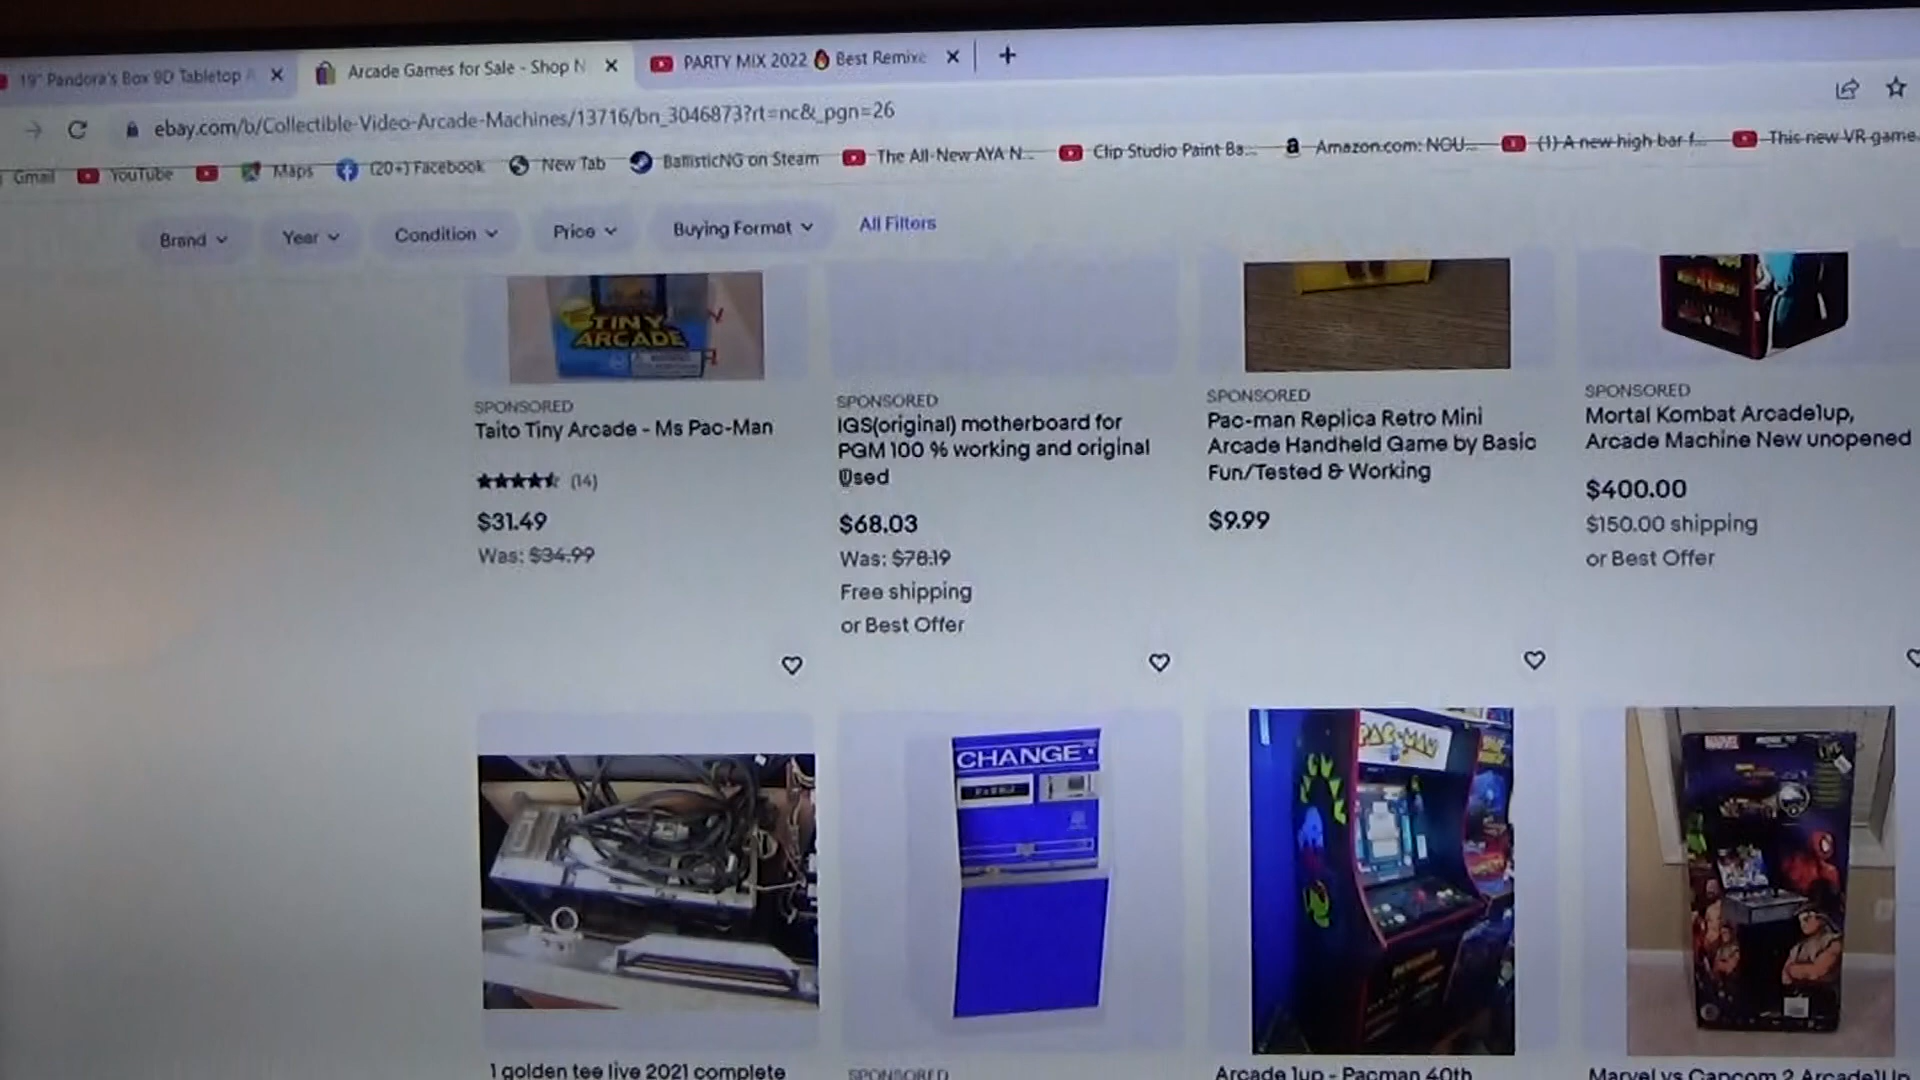 19" Pandora's Box 9D Tabletop
Arcade Games for Sale - Shop N
PARTY MIX 2022 🔥 Best Remixe
ebay.com/b/Collectible-Video-Arcade-Machines/13716/bn_3046873?rt=nc&_pgn=26
Gmail
YouTube
Maps
(20+) Facebook
New Tab
BallisticNG on Steam
The All-New AYA N...
Clip Studio Paint Ba...
Amazon.com: NOU...
(1) A new high bar f...
This new VR game
Brand
Year
Condition
Price
Buying Format
All Filters
TINY
ARCADE
SPONSORED
Taito Tiny Arcade - Ms Pac-Man
(14)
$31.49
Was: $34.99
SPONSORED
IGS(original) motherboard for
PGM 100 % working and original
Used
$68.03
Was: $78.19
Free shipping
or Best Offer
SPONSORED
Pac-man Replica Retro Mini
Arcade Handheld Game by Basic
Fun/Tested & Working
$9.99
SPONSORED
Mortal Kombat Arcade1up,
Arcade Machine New unopened
$400.00
$150.00 shipping
or Best Offer
CHANGE
PAC-MAN
MARVEL
1 golden tee live 2021 complete
SPONSORED
Arcade 1up - Pacman 40th
Marvel vs Capcom 2 Arcade1Up